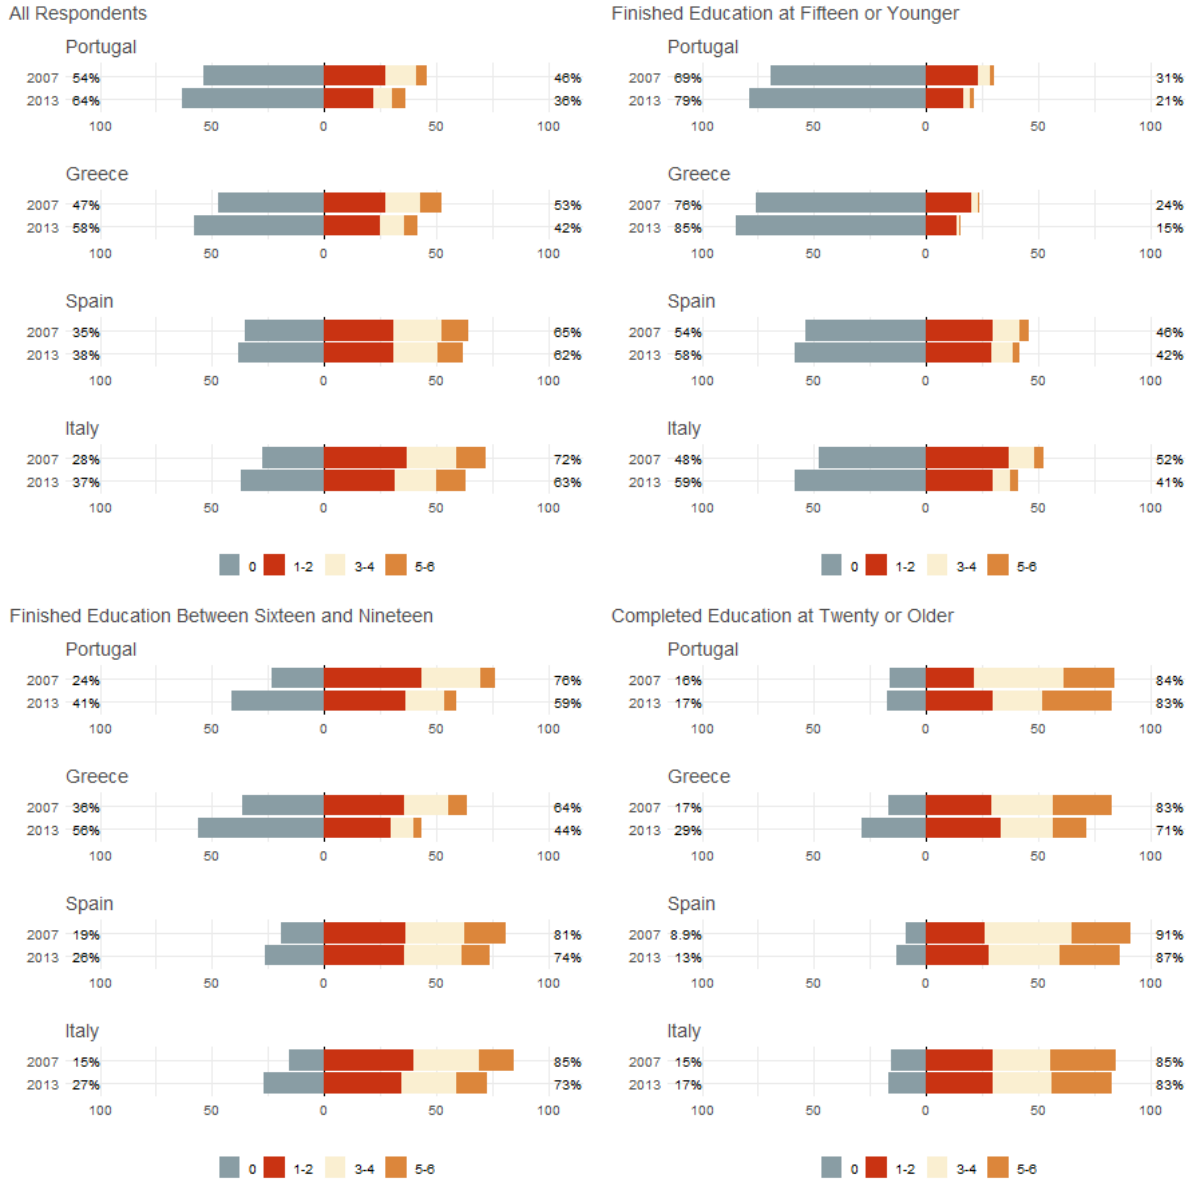 All Respondents
Portugal
2007 54% 46%
2013 64% 36%
100 50 0 50 100
Greece
2007 47% 53%
2013 58% 42%
100 50 0 50 100
Spain
2007 35% 65%
2013 38% 62%
100 50 0 50 100
Italy
2007 28% 72%
2013 37% 63%
100 50 0 50 100
0 1-2 3-4 5-6
Finished Education at Fifteen or Younger
Portugal
2007 69% 31%
2013 79% 21%
100 50 0 50 100
Greece
2007 76% 24%
2013 85% 15%
100 50 0 50 100
Spain
2007 54% 46%
2013 58% 42%
100 50 0 50 100
Italy
2007 48% 52%
2013 59% 41%
100 50 0 50 100
0 1-2 3-4 5-6
Finished Education Between Sixteen and Nineteen
Portugal
2007 24% 76%
2013 41% 59%
100 50 0 50 100
Greece
2007 36% 64%
2013 56% 44%
100 50 0 50 100
Spain
2007 19% 81%
2013 26% 74%
100 50 0 50 100
Italy
2007 15% 85%
2013 27% 73%
100 50 0 50 100
0 1-2 3-4 5-6
Completed Education at Twenty or Older
Portugal
2007 16% 84%
2013 17% 83%
100 50 0 50 100
Greece
2007 17% 83%
2013 29% 71%
100 50 0 50 100
Spain
2007 8.9% 91%
2013 13% 87%
100 50 0 50 100
Italy
2007 15% 85%
2013 17% 83%
100 50 0 50 100
0 1-2 3-4 5-6